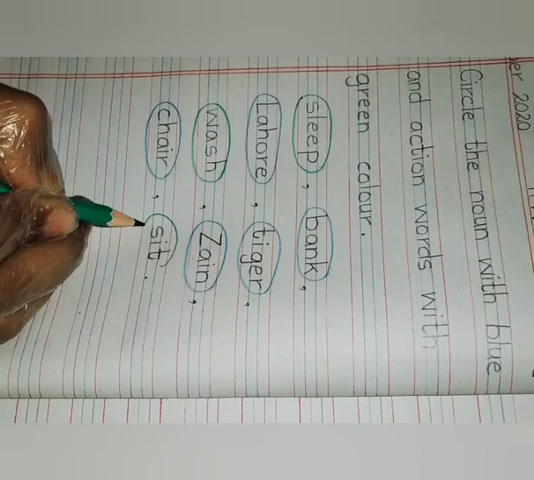 er 2020
Circle the noun with blue
and action words with
green colour.
sleep, bank,
Lahore, tiger,
wash, Zain,
chair, sit.